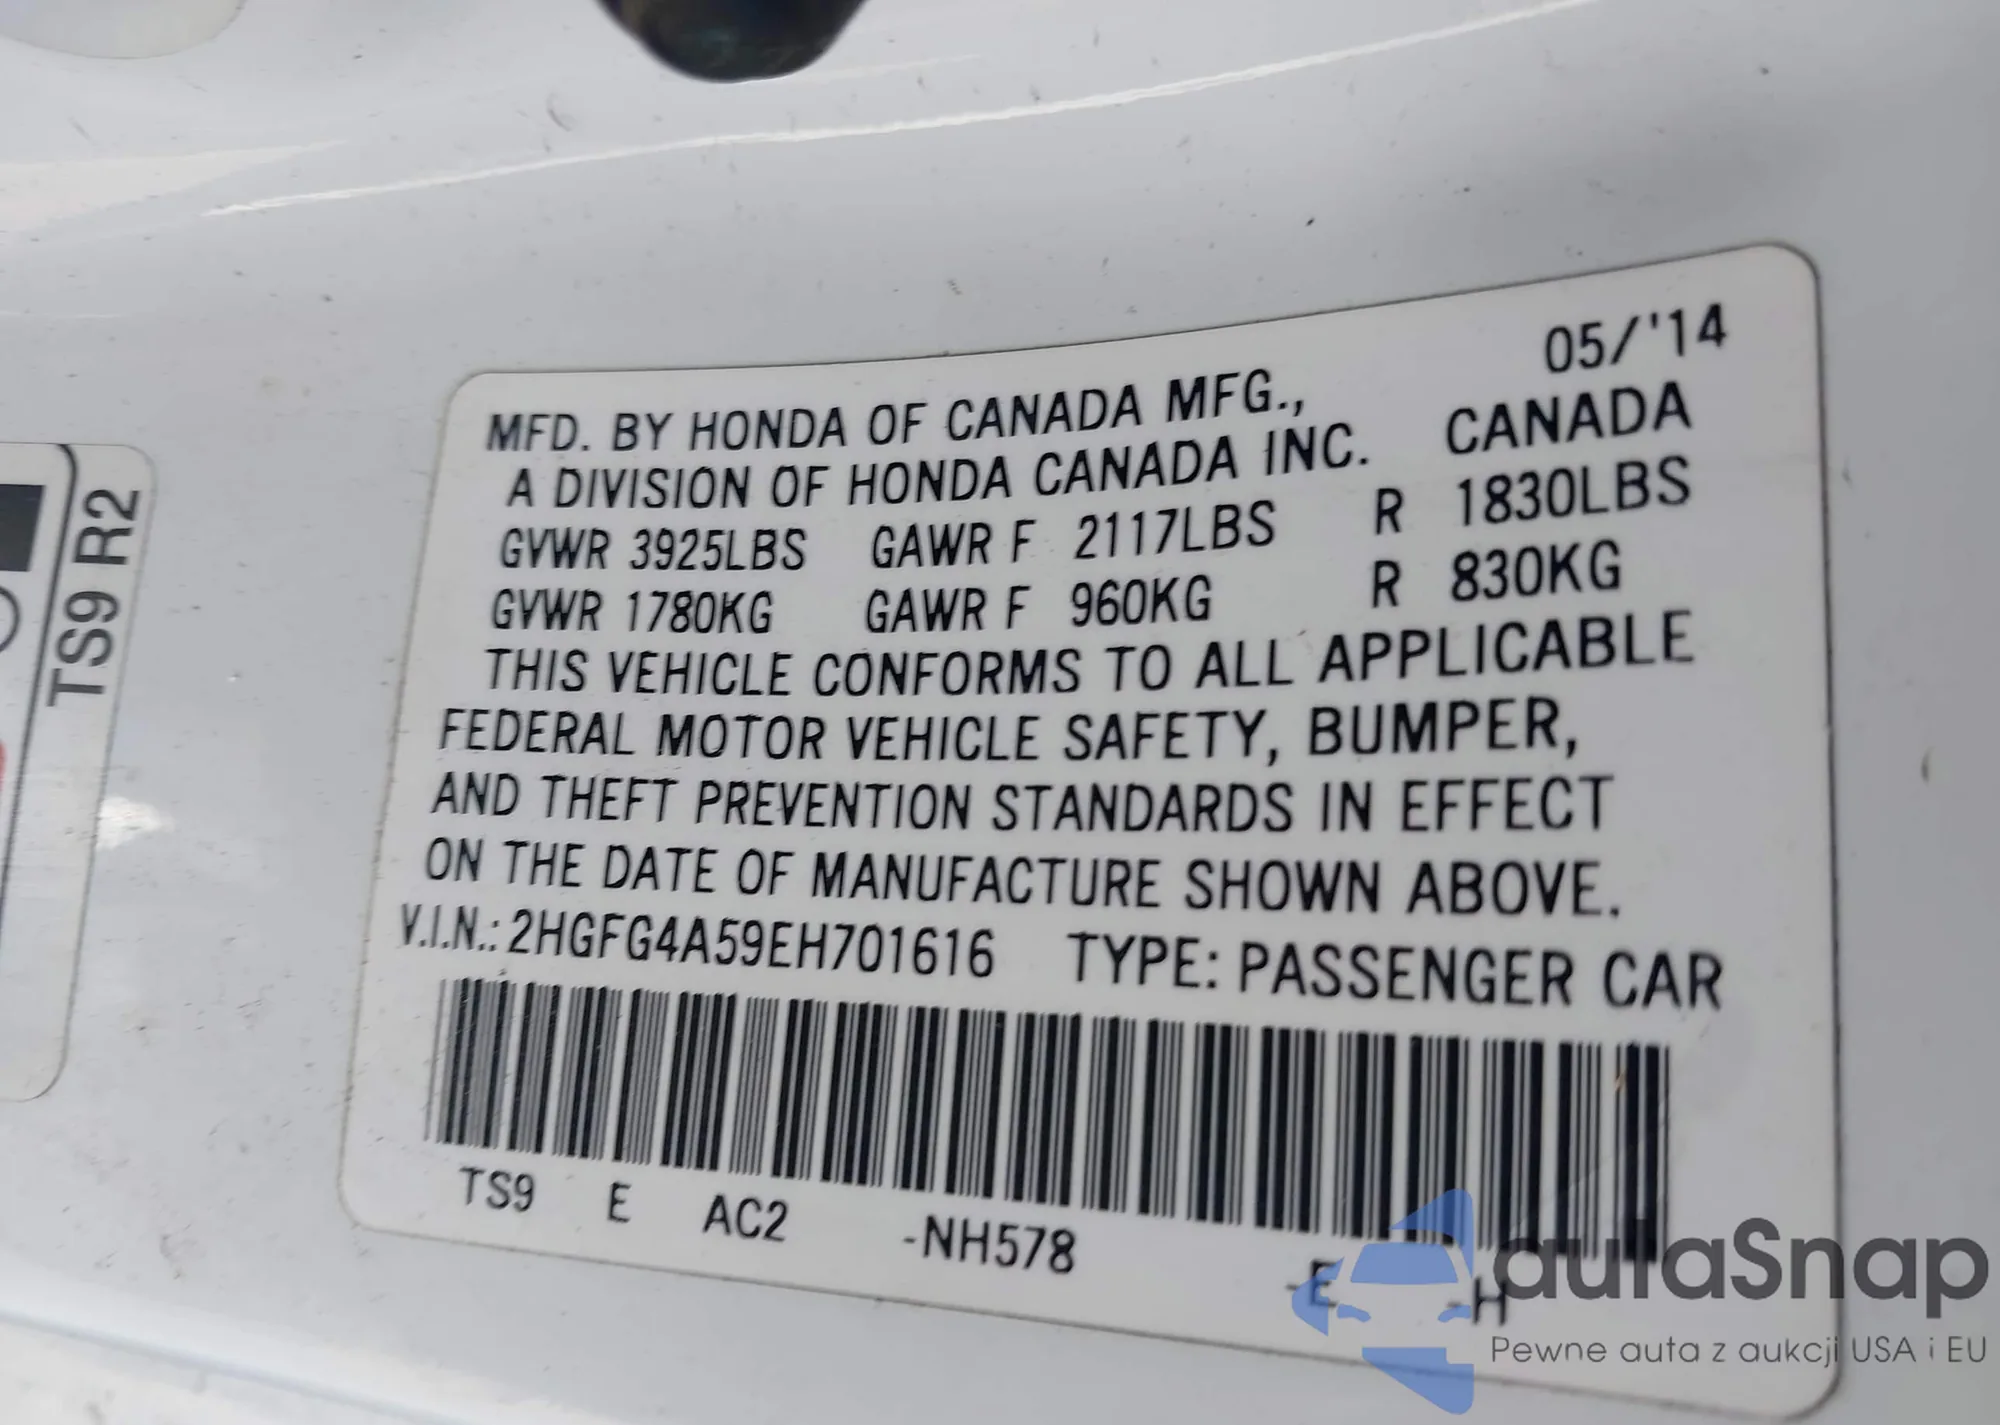 05/'14
MFD. BY HONDA OF CANADA MFG.,
A DIVISION OF HONDA CANADA INC. CANADA
GVWR 3925LBS GAWR F 2117LBS R 1830LBS
GVWR 1780KG GAWR F 960KG R 830KG
THIS VEHICLE CONFORMS TO ALL APPLICABLE
FEDERAL MOTOR VEHICLE SAFETY, BUMPER,
AND THEFT PREVENTION STANDARDS IN EFFECT
ON THE DATE OF MANUFACTURE SHOWN ABOVE.
V.I.N.: 2HGFG4A59EH701616 TYPE: PASSENGER CAR
TS9 E AC2 -NH578 -E -H
TS9 R2
autaSnap
Pewne auta z aukcji USA i EU